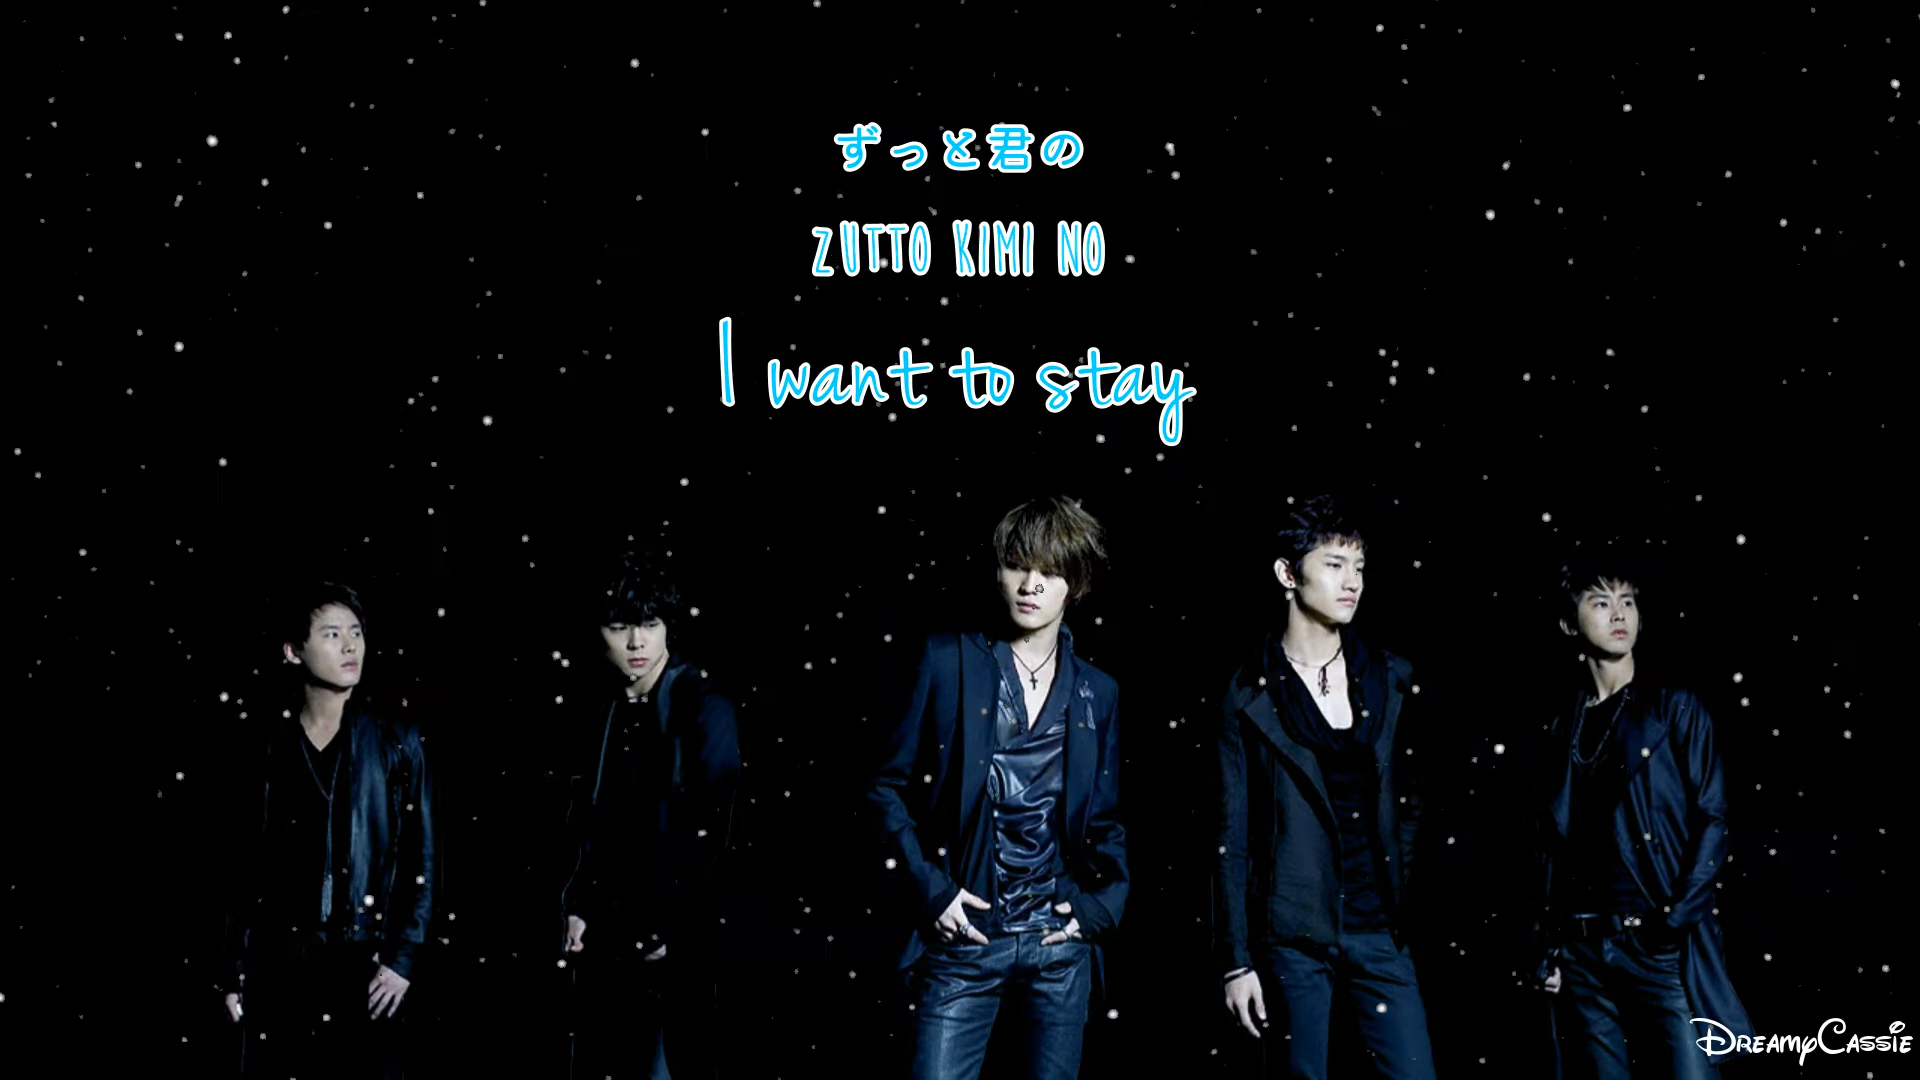 ずっと君の
ZUTTO KIMI NO
I want to stay
DREAMYCASSIE